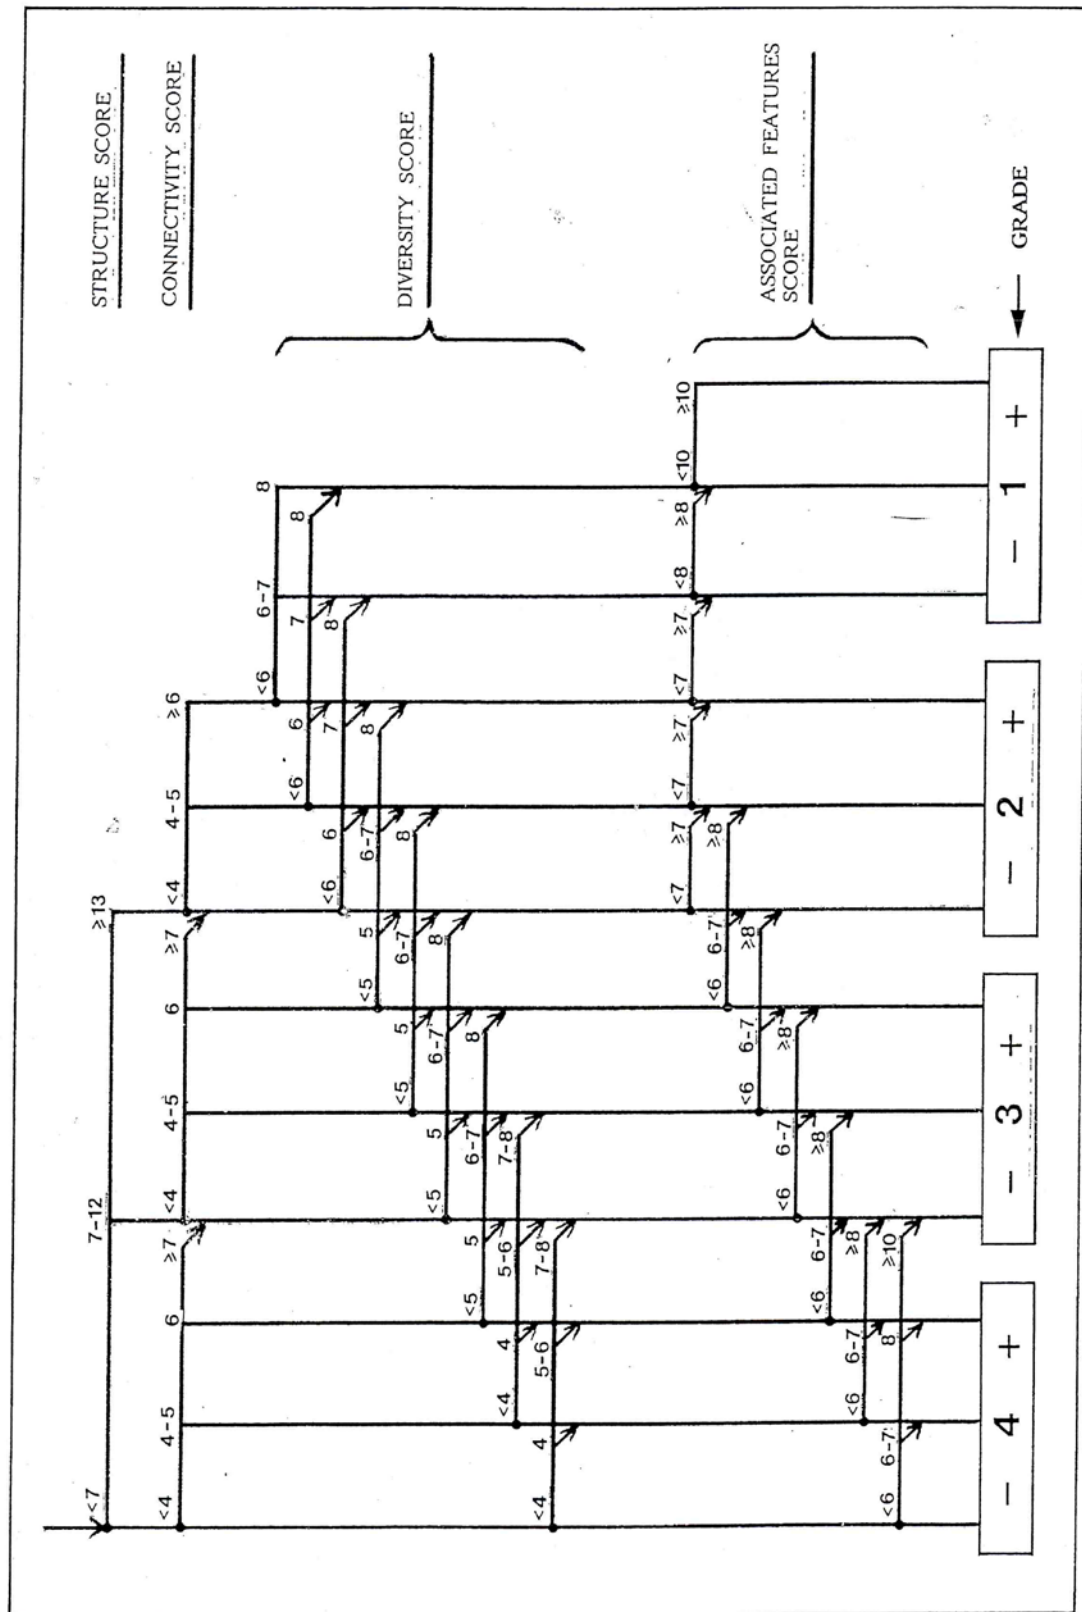 <7 7-12 ≥13 STRUCTURE SCORE
<4 4-5 6 ≥7 <4 4-5 6 ≥7 <4 4-5 ≥6 CONNECTIVITY SCORE
<6 6-7 8
<6 6 7 8
<6 6 7 8
<5 5 6-7 8
<5 5 6-7 8
DIVERSITY SCORE
<5 5 6-7 8
<5 5 6-7 8
<4 4 5-6 7-8
<4 4 5-6 7-8
<7 ≥7 <7 ≥7 <7 ≥7 <8 ≥8 <10 ≥10
<6 6-7 ≥8
<6 6-7 ≥8
ASSOCIATED FEATURES
SCORE
<6 6-7 ≥8
<6 6-7 ≥8
<6 6-7 ≥8
<6 6-7 8 ≥10
- 4 + - 3 + - 2 + - 1 + GRADE